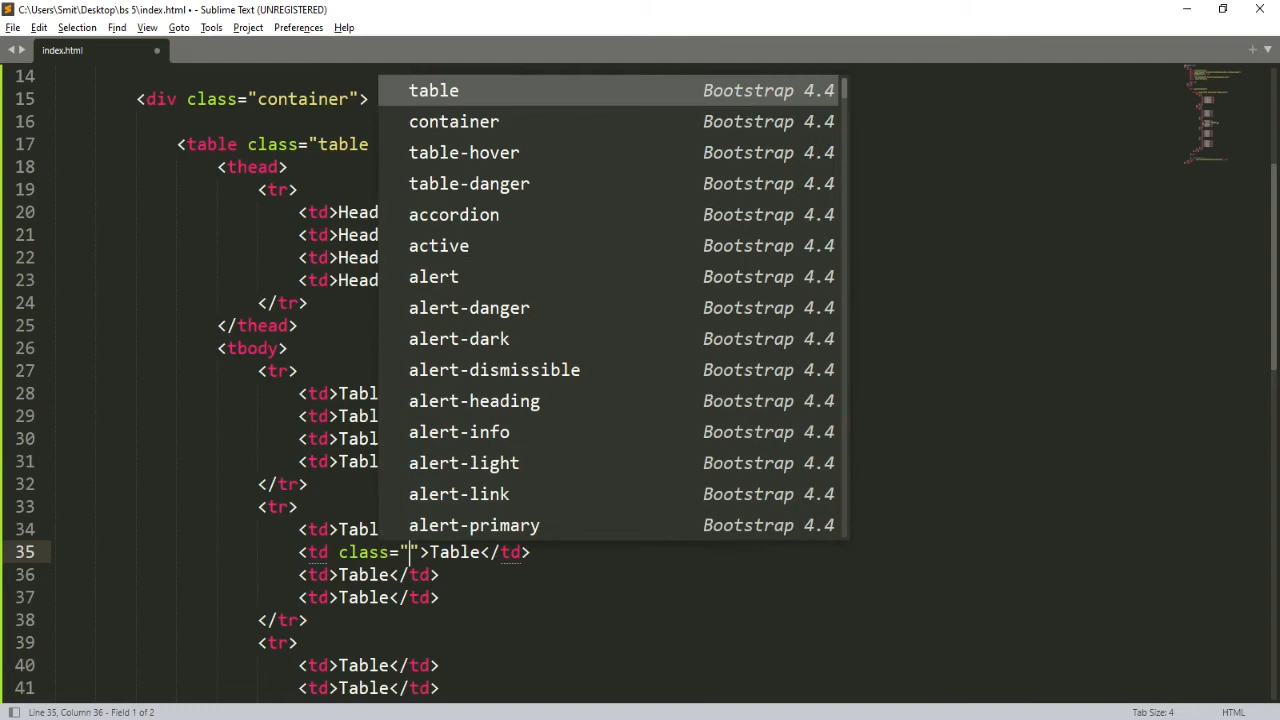 C:\Users\Smit\Desktop\bs 5\index.html • - Sublime Text (UNREGISTERED)
File Edit Selection Find View Goto Tools Project Preferences Help
index.html
14
15 <div class="container">
16
17 <table class="table
18 <thead>
19 <tr>
20 <td>Head
21 <td>Head
22 <td>Head
23 <td>Head
24 </tr>
25 </thead>
26 <tbody>
27 <tr>
28 <td>Tabl
29 <td>Tabl
30 <td>Tabl
31 <td>Tabl
32 </tr>
33 <tr>
34 <td>Tabl
35 <td class="">Table</td>
36 <td>Table</td>
37 <td>Table</td>
38 </tr>
39 <tr>
40 <td>Table</td>
41 <td>Table</td>
table Bootstrap 4.4
container Bootstrap 4.4
table-hover Bootstrap 4.4
table-danger Bootstrap 4.4
accordion Bootstrap 4.4
active Bootstrap 4.4
alert Bootstrap 4.4
alert-danger Bootstrap 4.4
alert-dark Bootstrap 4.4
alert-dismissible Bootstrap 4.4
alert-heading Bootstrap 4.4
alert-info Bootstrap 4.4
alert-light Bootstrap 4.4
alert-link Bootstrap 4.4
alert-primary Bootstrap 4.4
Line 35, Column 36 - Field 1 of 2
Tab Size: 4
HTML